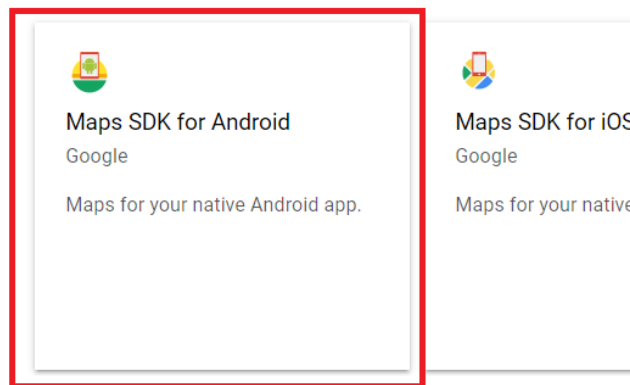 Maps SDK for Android
Google
Maps for your native Android app.
Maps SDK for iOS
Google
Maps for your native